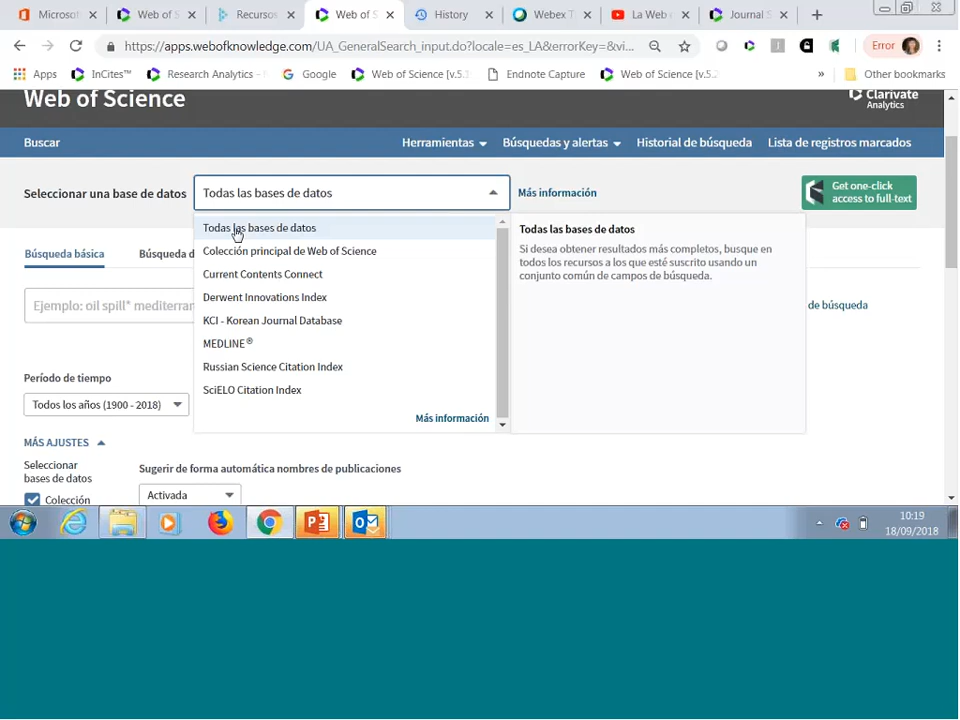 Microsof
Web of S
Recursos
Web of S
History
Webex T
La Web
Journal S
https://apps.webofknowledge.com/UA_GeneralSearch_input.do?locale=es_LA&errorKey=&vi...
Error
Apps
InCites™
Research Analytics -
Google
Web of Science [v.5.3
Endnote Capture
Web of Science [v.5.2
»
Other bookmarks
Web of Science
Clarivate
Analytics
Buscar
Herramientas
Búsquedas y alertas
Historial de búsqueda
Lista de registros marcados
Seleccionar una base de datos
Todas las bases de datos
Más información
Get one-click
access to full-text
Todas las bases de datos
Colección principal de Web of Science
Current Contents Connect
Derwent Innovations Index
KCI - Korean Journal Database
MEDLINE®
Russian Science Citation Index
SciELO Citation Index
Más información
Todas las bases de datos
Si desea obtener resultados más completos, busque en
todos los recursos a los que esté suscrito usando un
conjunto común de campos de búsqueda.
Búsqueda básica
Búsqueda d
Ejemplo: oil spill* mediterran
de búsqueda
Período de tiempo
Todos los años (1900 - 2018)
MÁS AJUSTES
Seleccionar
bases de datos
Colección
Sugerir de forma automática nombres de publicaciones
Activada
10:19
18/09/2018